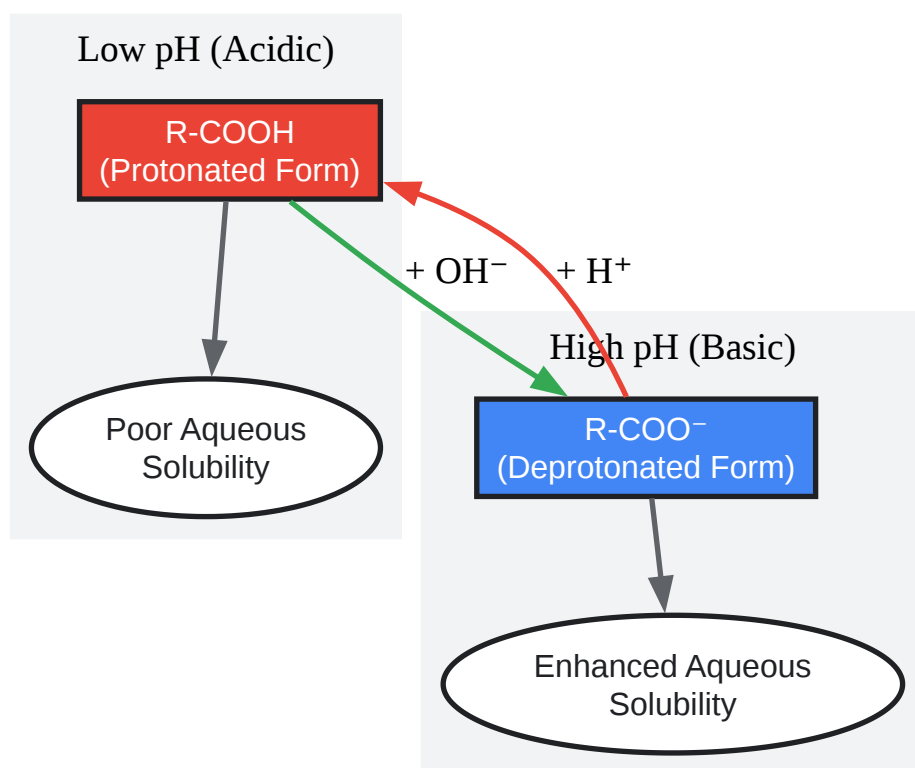 Low pH (Acidic)
R-COOH
(Protonated Form)
+ OH⁻
+ H⁺
High pH (Basic)
Poor Aqueous
Solubility
R-COO⁻
(Deprotonated Form)
Enhanced Aqueous
Solubility